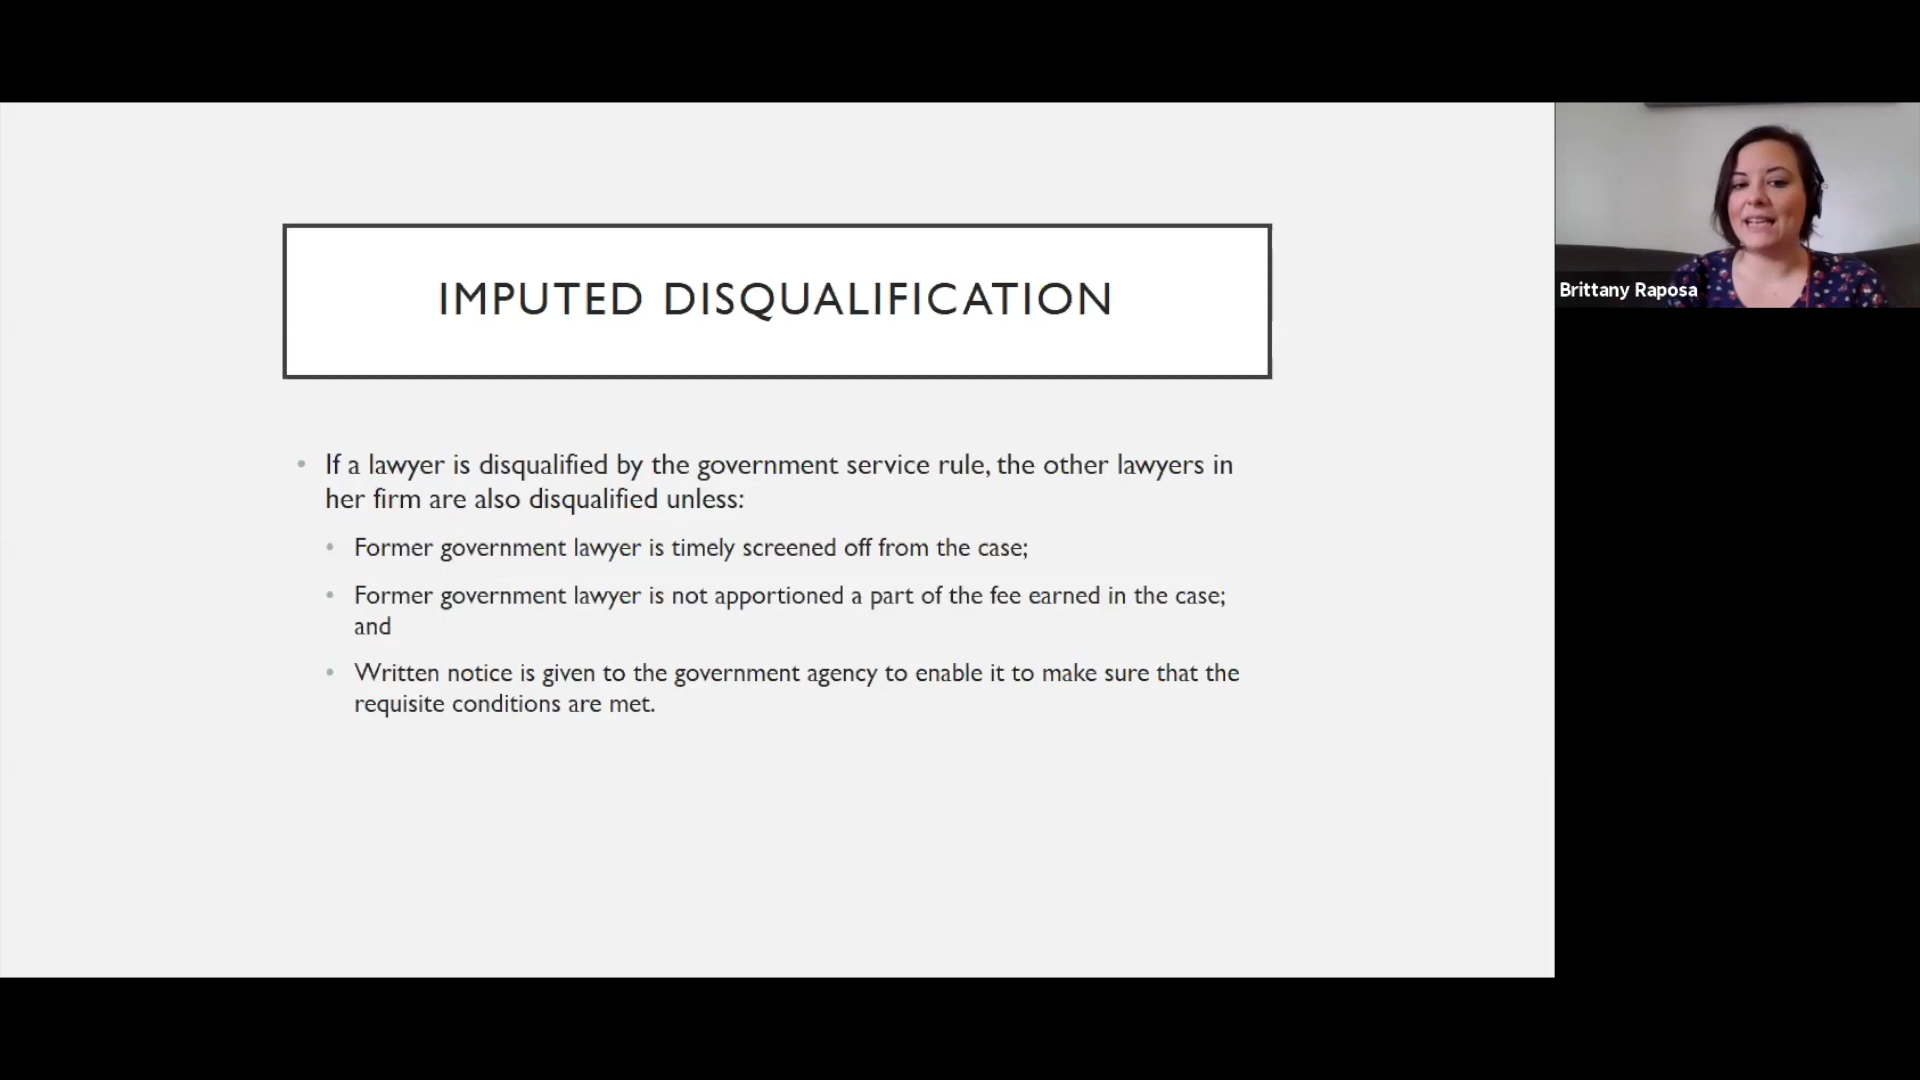 IMPUTED DISQUALIFICATION
• If a lawyer is disqualified by the government service rule, the other lawyers in
her firm are also disqualified unless:
• Former government lawyer is timely screened off from the case;
• Former government lawyer is not apportioned a part of the fee earned in the case;
and
• Written notice is given to the government agency to enable it to make sure that the
requisite conditions are met.
Brittany Raposa